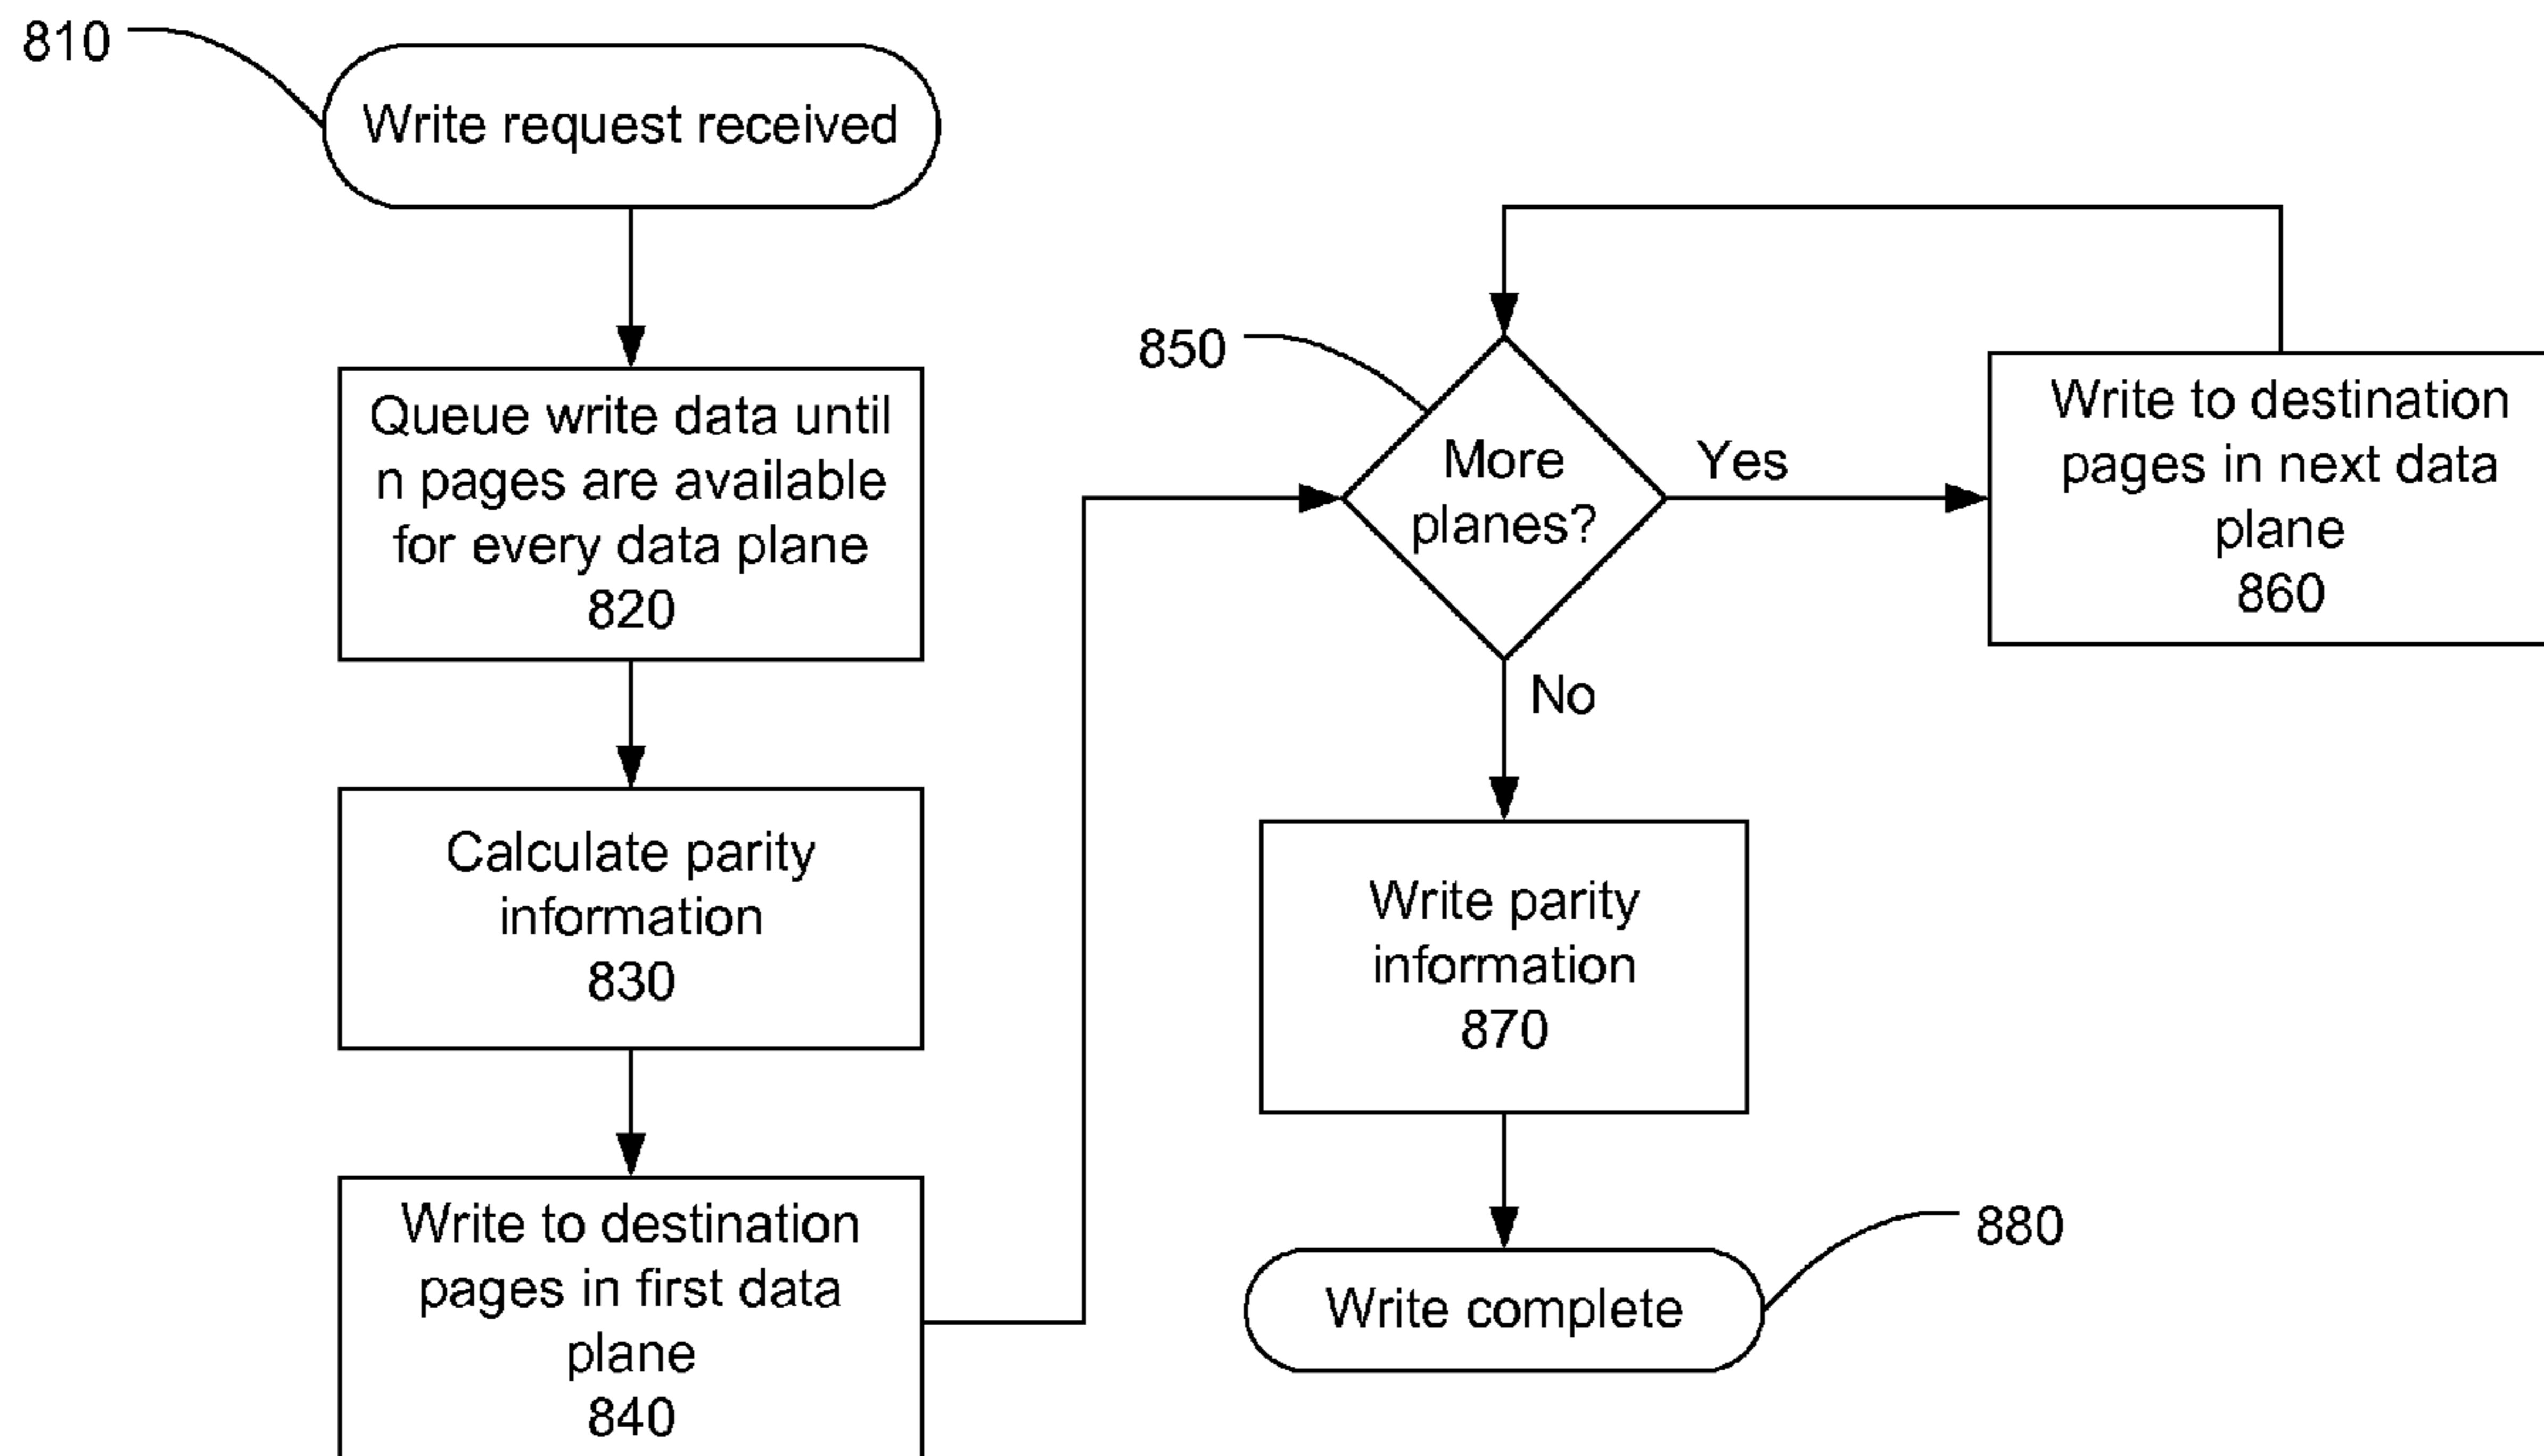 810
Write request received
Queue write data until
n pages are available
for every data plane
820
Calculate parity
information
830
Write to destination
pages in first data
plane
840
850
More
planes?
Yes
No
Write to destination
pages in next data
plane
860
Write parity
information
870
Write complete
880